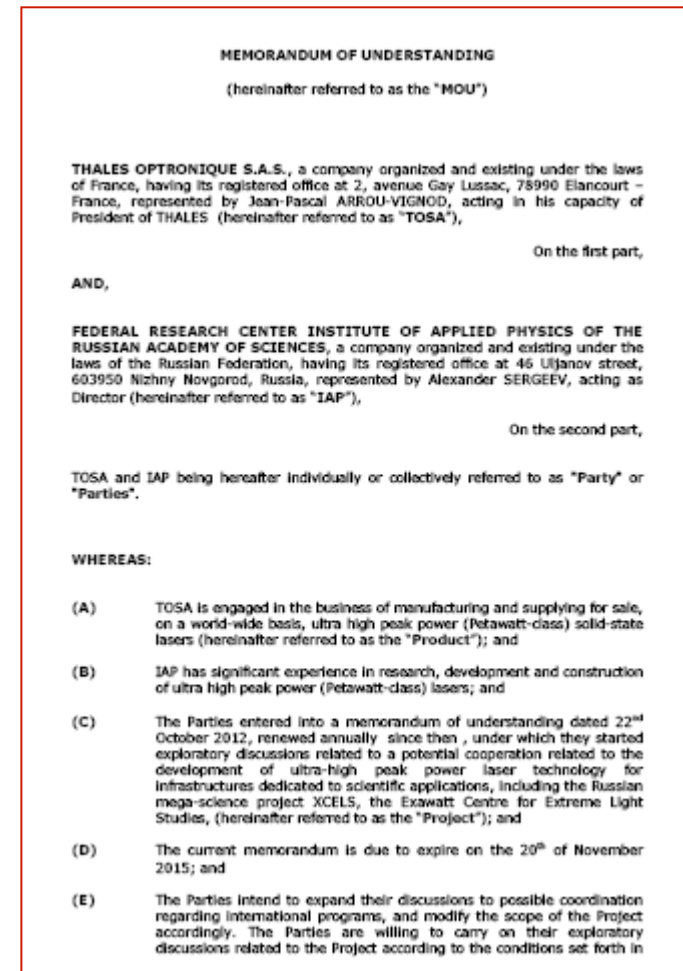 MEMORANDUM OF UNDERSTANDING
(hereinafter referred to as the "MOU")
THALES OPTRONIQUE S.A.S., a company organized and existing under the laws
of France, having its registered office at 2, avenue Gay Lussac, 78990 Elancourt –
France, represented by Jean-Pascal ARROU-VIGNOD, acting in his capacity of
President of THALES (hereinafter referred to as "TOSA"),
On the first part,
AND,
FEDERAL RESEARCH CENTER INSTITUTE OF APPLIED PHYSICS OF THE
RUSSIAN ACADEMY OF SCIENCES, a company organized and existing under the
laws of the Russian Federation, having its registered office at 46 Uljanov street,
603950 Nizhny Novgorod, Russia, represented by Alexander SERGEEV, acting as
Director (hereinafter referred to as "IAP"),
On the second part,
TOSA and IAP being hereafter individually or collectively referred to as "Party" or
"Parties".
WHEREAS:
(A) TOSA is engaged in the business of manufacturing and supplying for sale,
on a world-wide basis, ultra high peak power (Petawatt-class) solid-state
lasers (hereinafter referred to as the "Product"); and
(B) IAP has significant experience in research, development and construction
of ultra high peak power (Petawatt-class) lasers; and
(C) The Parties entered into a memorandum of understanding dated 22nd
October 2012, renewed annually since then , under which they started
exploratory discussions related to a potential cooperation related to the
development of ultra-high peak power laser technology for
infrastructures dedicated to scientific applications, including the Russian
mega-science project XCELS, the Exawatt Centre for Extreme Light
Studies, (hereinafter referred to as the "Project"); and
(D) The current memorandum is due to expire on the 20th of November
2015; and
(E) The Parties intend to expand their discussions to possible coordination
regarding international programs, and modify the scope of the Project
accordingly. The Parties are willing to carry on their exploratory
discussions related to the Project according to the conditions set forth in